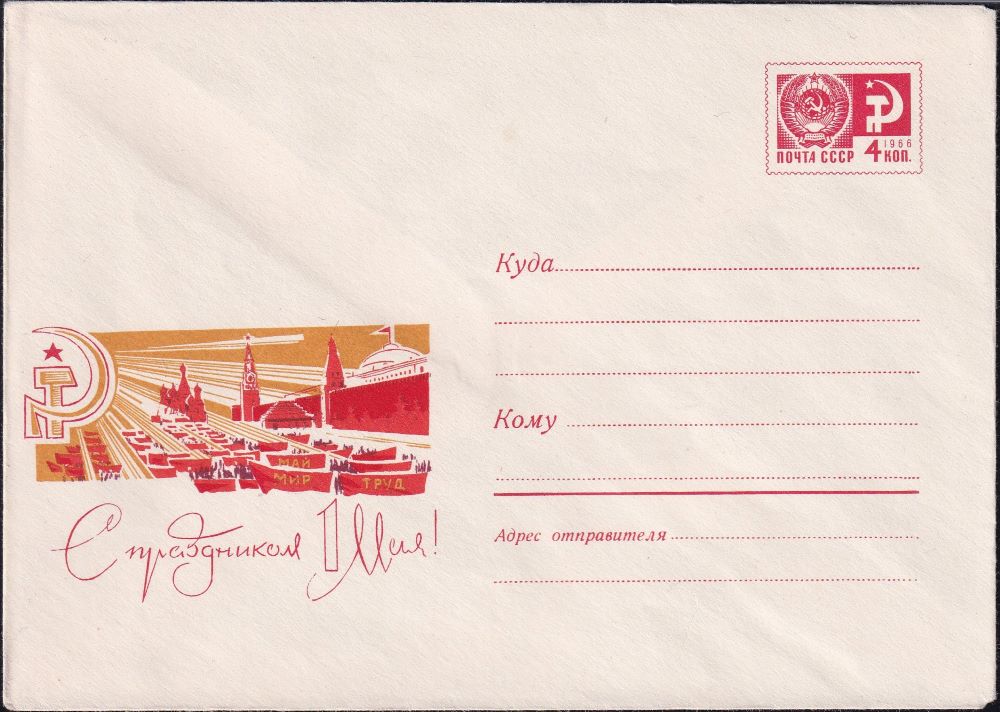 1966
ПОЧТА СССР 4 КОП.
Куда
Кому
МАЙ
МИР ТРУД
С праздником 1 Мая!
Адрес отправителя